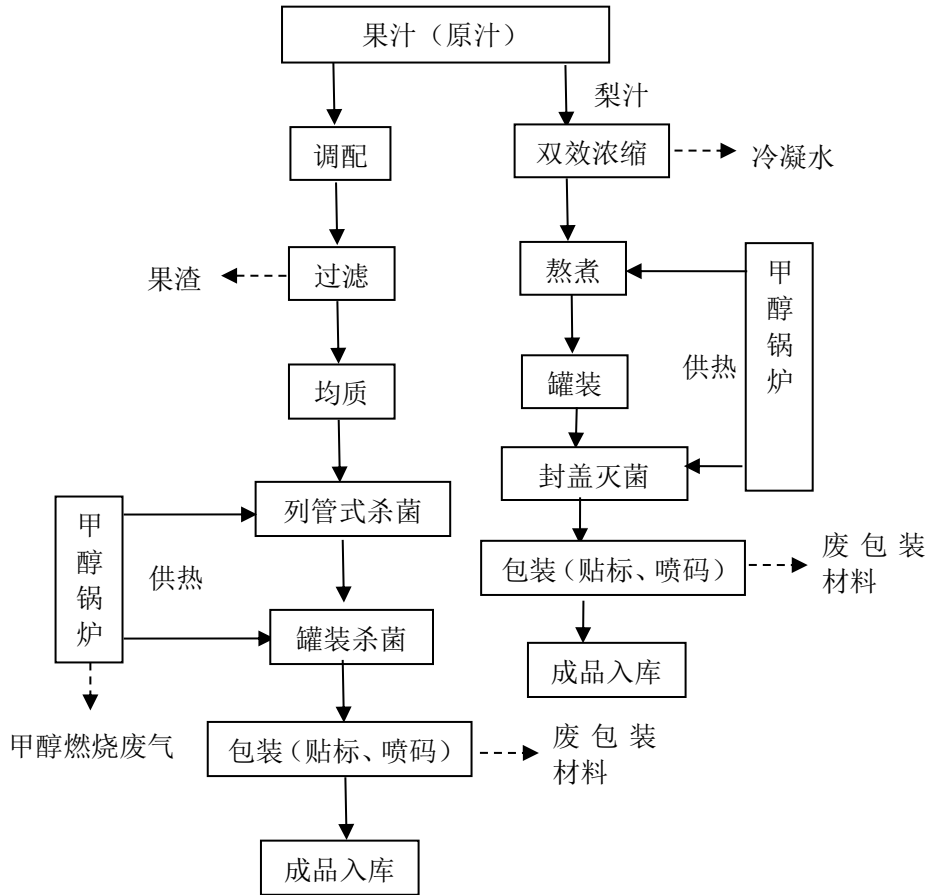 果汁（原汁）
梨汁
调配
双效浓缩
冷凝水
果渣
过滤
熬煮
甲醇锅炉
供热
均质
罐装
封盖灭菌
列管式杀菌
甲醇锅炉
供热
包装（贴标、喷码）
废包装
材料
罐装杀菌
成品入库
甲醇燃烧废气
包装（贴标、喷码）
废包装
材料
成品入库